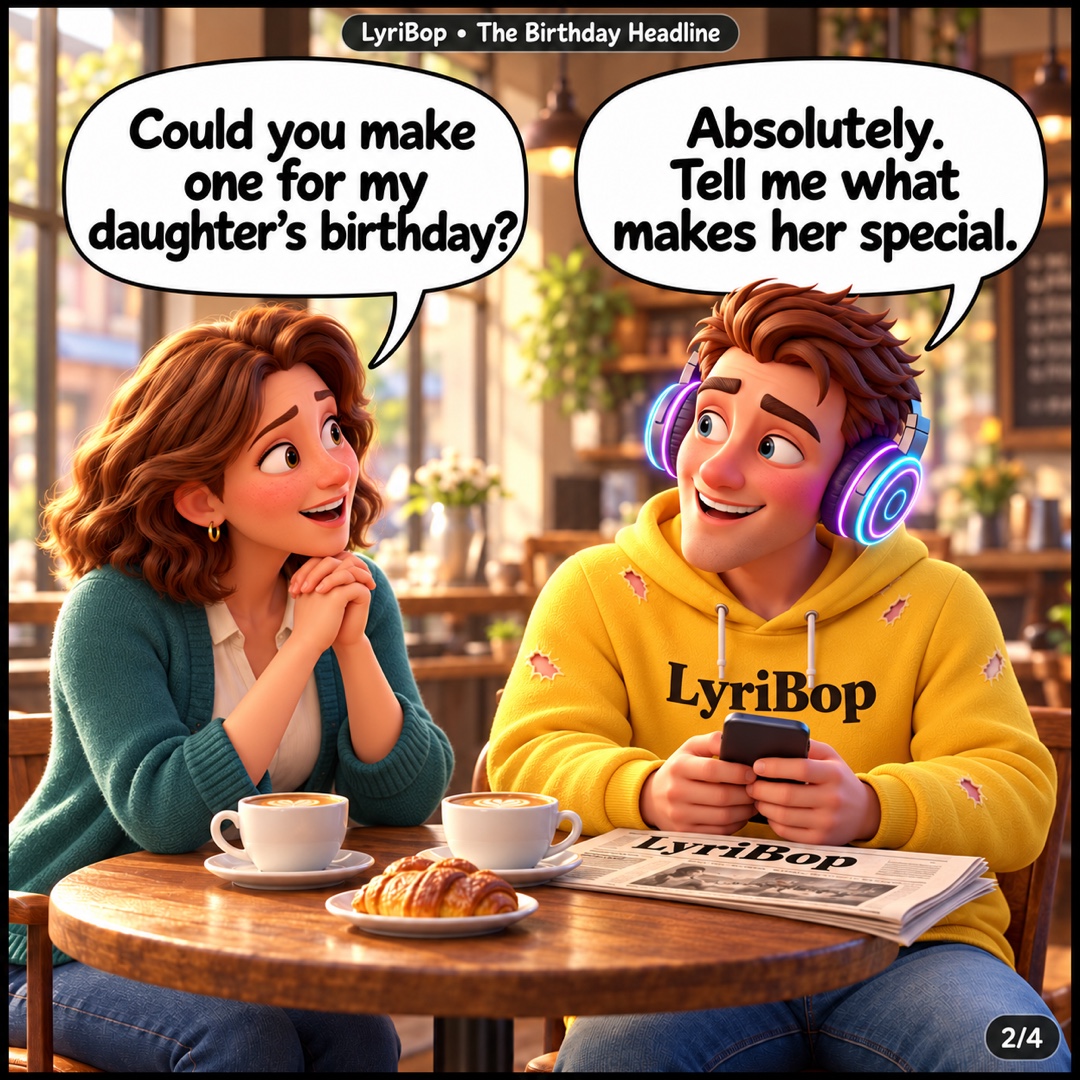 LyriBop • The Birthday Headline
Could you make
one for my
daughter's birthday?
Absolutely.
Tell me what
makes her special.
LyriBop
LyriBop
2/4